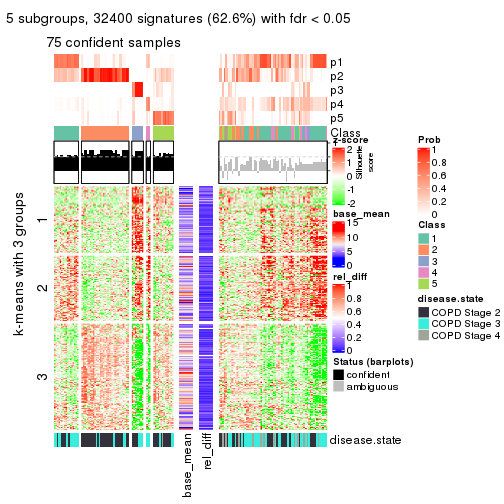 5 subgroups, 32400 signatures (62.6%) with fdr < 0.05
75 confident samples
p1
p2
p3
p4
p5
Class
1
2
3
k-means with 3 groups
base_mean
rel_diff
disease.state
z-score
2
1
0
-1
-2
Silhouette
score
base_mean
15
10
5
0
rel_diff
1
0.8
0.6
0.4
0.2
0
Status (barplots)
confident
ambiguous
Prob
1
0.8
0.6
0.4
0.2
0
Class
1
2
3
4
5
disease.state
COPD Stage 2
COPD Stage 3
COPD Stage 4